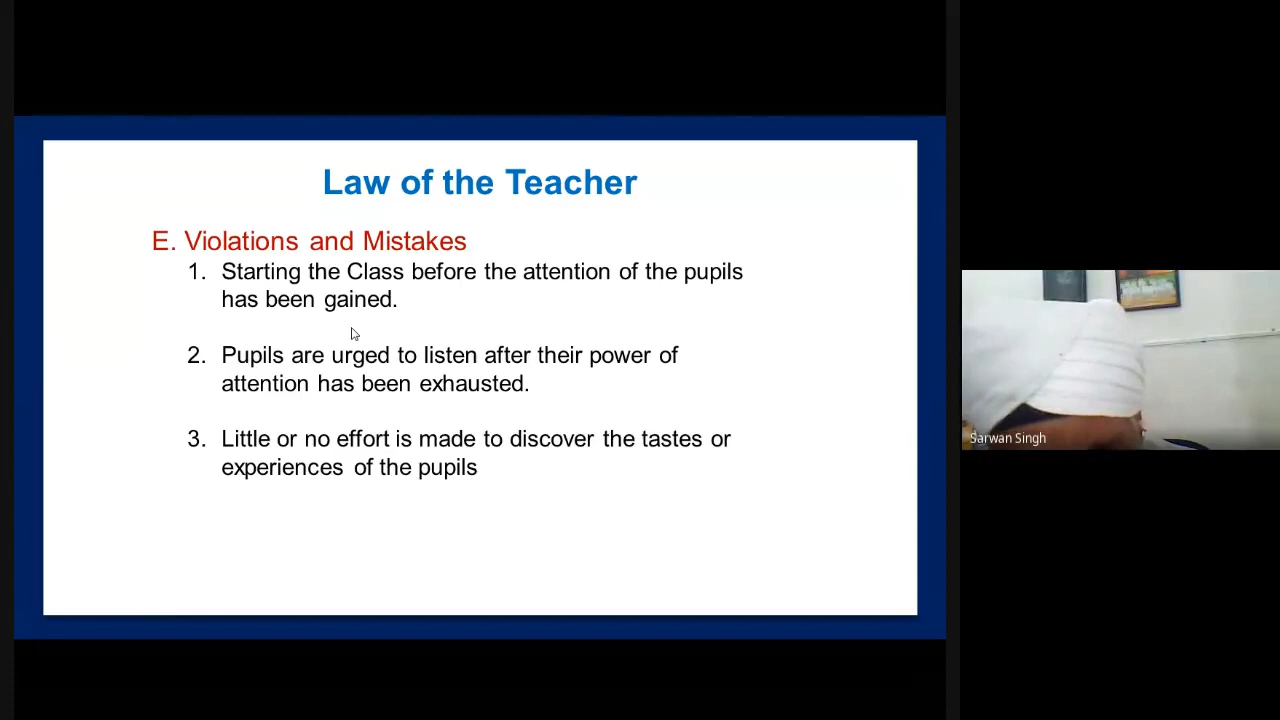 Law of the Teacher
E. Violations and Mistakes
1. Starting the Class before the attention of the pupils
has been gained.
2. Pupils are urged to listen after their power of
attention has been exhausted.
3. Little or no effort is made to discover the tastes or
experiences of the pupils
Sarwan Singh